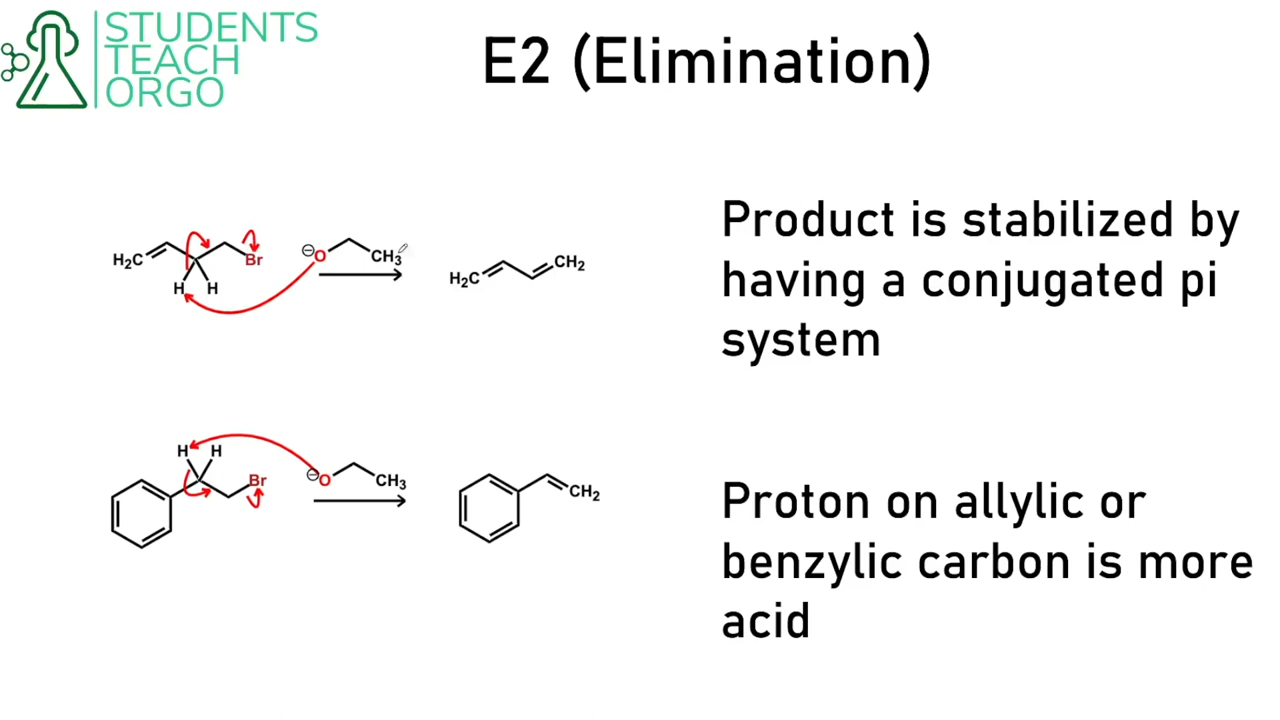 STUDENTS
TEACH
ORGO
E2 (Elimination)
H₂C Br ⊖O CH₃
H H
H₂C CH₂
Product is stabilized by
having a conjugated pi
system
H H
Br ⊖O CH3
CH₂
Proton on allylic or
benzylic carbon is more
acid